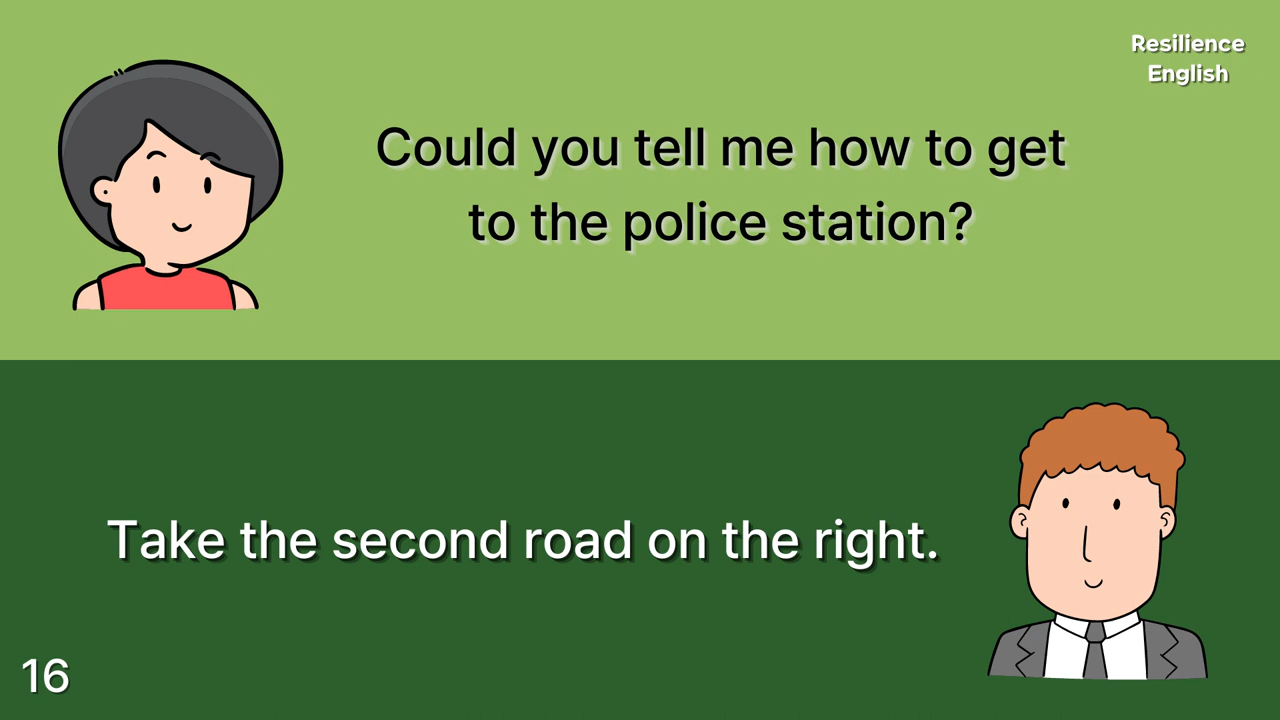 Resilience
English
Could you tell me how to get
to the police station?
Take the second road on the right.
16